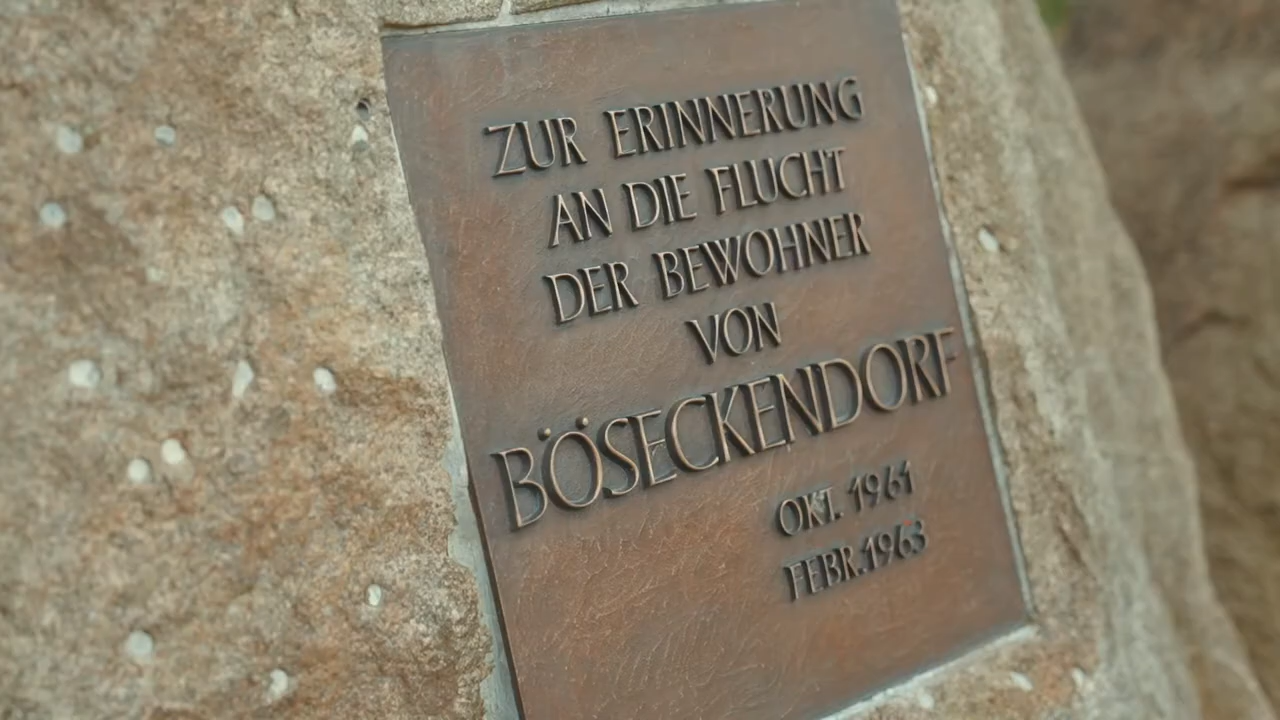 ZUR ERINNERUNG
AN DIE FLUCHT
DER BEWOHNER
VON
BÖSECKENDORF
OKT. 1961
FEBR. 1963